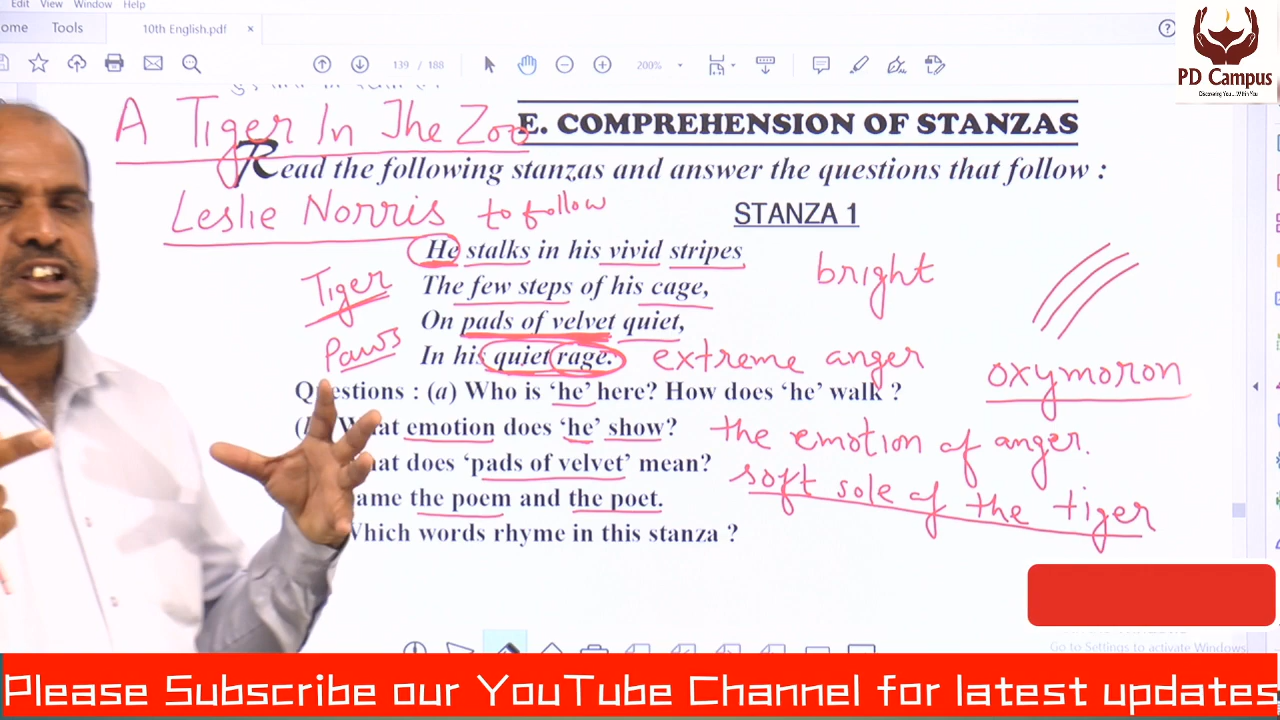 Edit View Window Help
ome Tools 10th English.pdf ×
139 / 188 200%
PD Campus
Discovering You... Within You
A Tiger In The Zoo
E. COMPREHENSION OF STANZAS
Read the following stanzas and answer the questions that follow :
Leslie Norris to follow
STANZA 1
He stalks in his vivid stripes bright
Tiger The few steps of his cage,
On pads of velvet quiet,
Paws In his quiet rage. extreme anger oxymoron
Questions : (a) Who is ‘he’ here? How does ‘he’ walk ?
What emotion does ‘he’ show? the emotion of anger.
hat does ‘pads of velvet’ mean? soft sole of the tiger
ame the poem and the poet.
Which words rhyme in this stanza ?
Go to Settings to activate Windows
Please Subscribe our YouTube Channel for latest updates